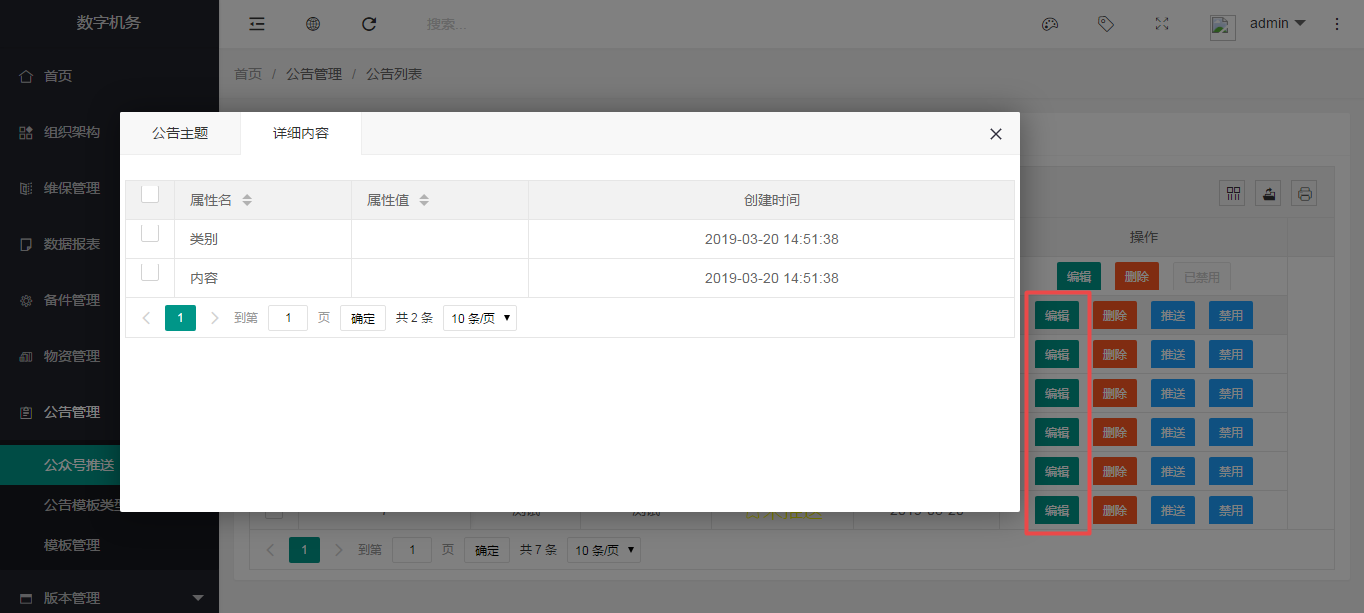 数字机务
搜索...
admin
首页
组织架构
维保管理
数据报表
备件管理
物资管理
公告管理
公众号推送
公告模板类型
模板管理
版本管理
首页 / 公告管理 / 公告列表
公告主题 详细内容
属性名 属性值 创建时间
类别 2019-03-20 14:51:38
内容 2019-03-20 14:51:38
1 到第 1 页 确定 共 2 条 10 条/页
操作
编辑 删除 已禁用
编辑 删除 推送 禁用
编辑 删除 推送 禁用
编辑 删除 推送 禁用
编辑 删除 推送 禁用
编辑 删除 推送 禁用
编辑 删除 推送 禁用
1 到第 1 页 确定 共 7 条 10 条/页